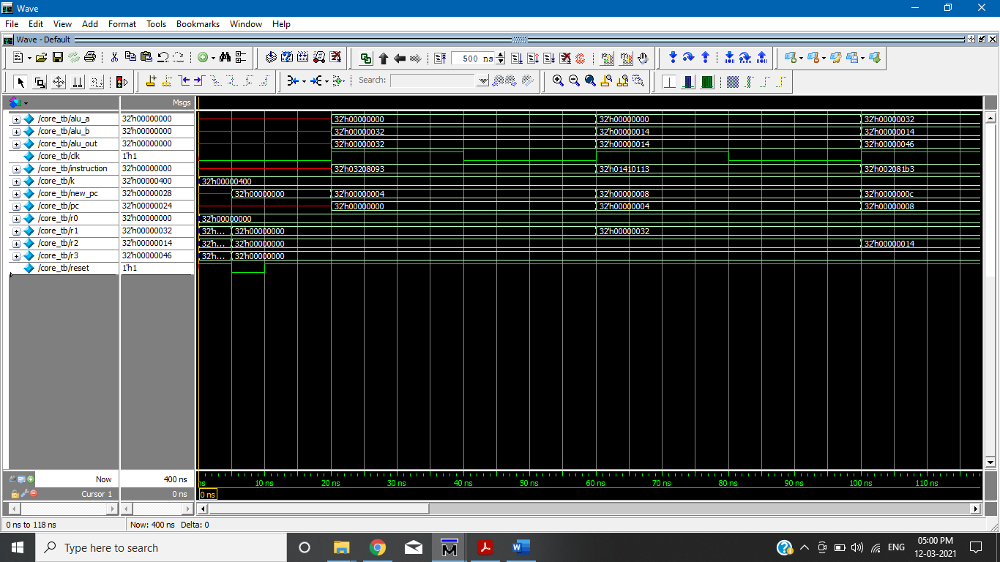 Wave
File Edit View Add Format Tools Bookmarks Window Help
Wave - Default
500 ns
Search:
Msgs
/core_tb/alu_a 32'h00000000 32'h00000000 32'h00000000 32'h00000032
/core_tb/alu_b 32'h00000000 32'h00000032 32'h00000014 32'h00000014
/core_tb/alu_out 32'h00000000 32'h00000032 32'h00000014 32'h00000046
/core_tb/clk 1'h1
/core_tb/instruction 32'h00000000 32'h03208093 32'h01410113 32'h002081b3
/core_tb/k 32'h00000400 32'h00000400
/core_tb/new_pc 32'h00000028 32'h00000000 32'h00000004 32'h00000008 32'h0000000c
/core_tb/pc 32'h00000024 32'h00000000 32'h00000004 32'h00000008
/core_tb/r0 32'h00000000 32'h00000000
/core_tb/r1 32'h00000032 32'h... 32'h00000000 32'h00000032
/core_tb/r2 32'h00000014 32'h... 32'h00000000 32'h00000014
/core_tb/r3 32'h00000046 32'h... 32'h00000000
/core_tb/reset 1'h1
Now 400 ns ns 10 ns 20 ns 30 ns 40 ns 50 ns 60 ns 70 ns 80 ns 90 ns 100 ns 110 ns
Cursor 1 0 ns 0 ns
0 ns to 118 ns Now: 400 ns Delta: 0
Type here to search
ENG
05:00 PM
12-03-2021